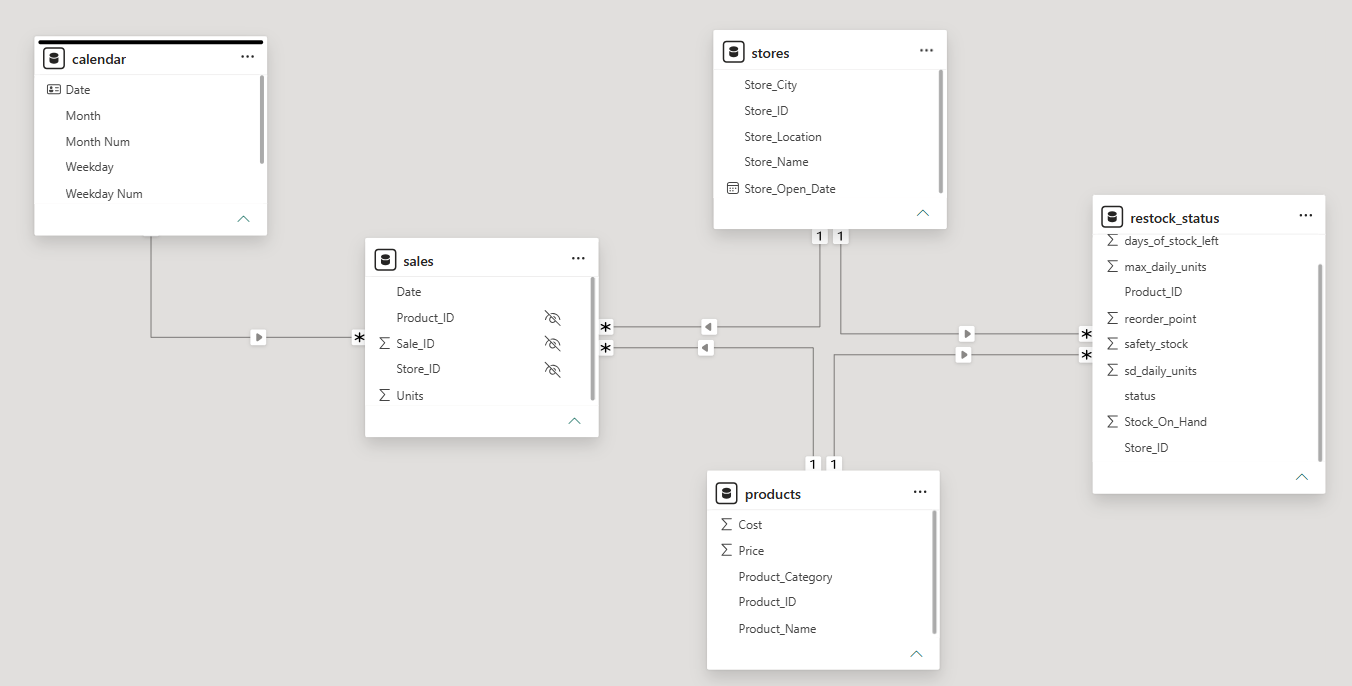 calendar
Date
Month
Month Num
Weekday
Weekday Num
sales
Date
Product_ID
Sale_ID
Store_ID
Units
stores
Store_City
Store_ID
Store_Location
Store_Name
Store_Open_Date
1 1
products
Cost
Price
Product_Category
Product_ID
Product_Name
1 1
restock_status
days_of_stock_left
max_daily_units
Product_ID
reorder_point
safety_stock
sd_daily_units
status
Stock_On_Hand
Store_ID
*
*
*
*
*